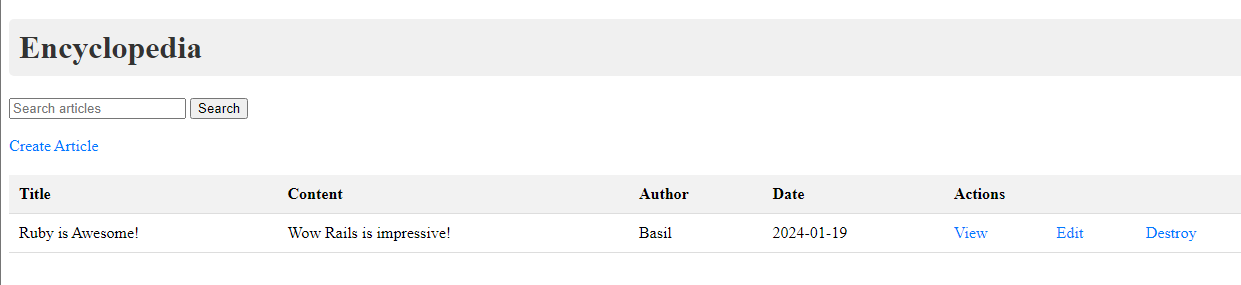 Encyclopedia
Search articles Search
Create Article
Title Content Author Date Actions
Ruby is Awesome! Wow Rails is impressive! Basil 2024-01-19 View Edit Destroy